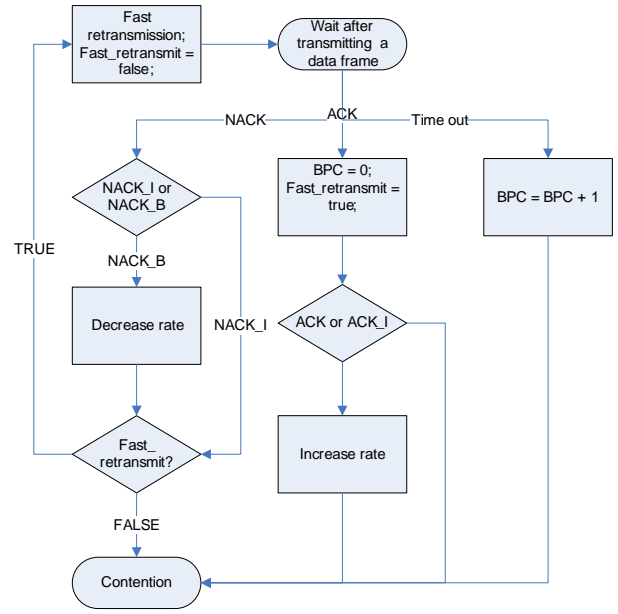 Fast
retransmission;
Fast_retransmit =
false;
Wait after
transmitting a
data frame
NACK
ACK
Time out
NACK_I or
NACK_B
BPC = 0;
Fast_retransmit =
true;
BPC = BPC + 1
TRUE
NACK_B
Decrease rate
NACK_I
ACK or ACK_I
Fast_
retransmit?
Increase rate
FALSE
Contention